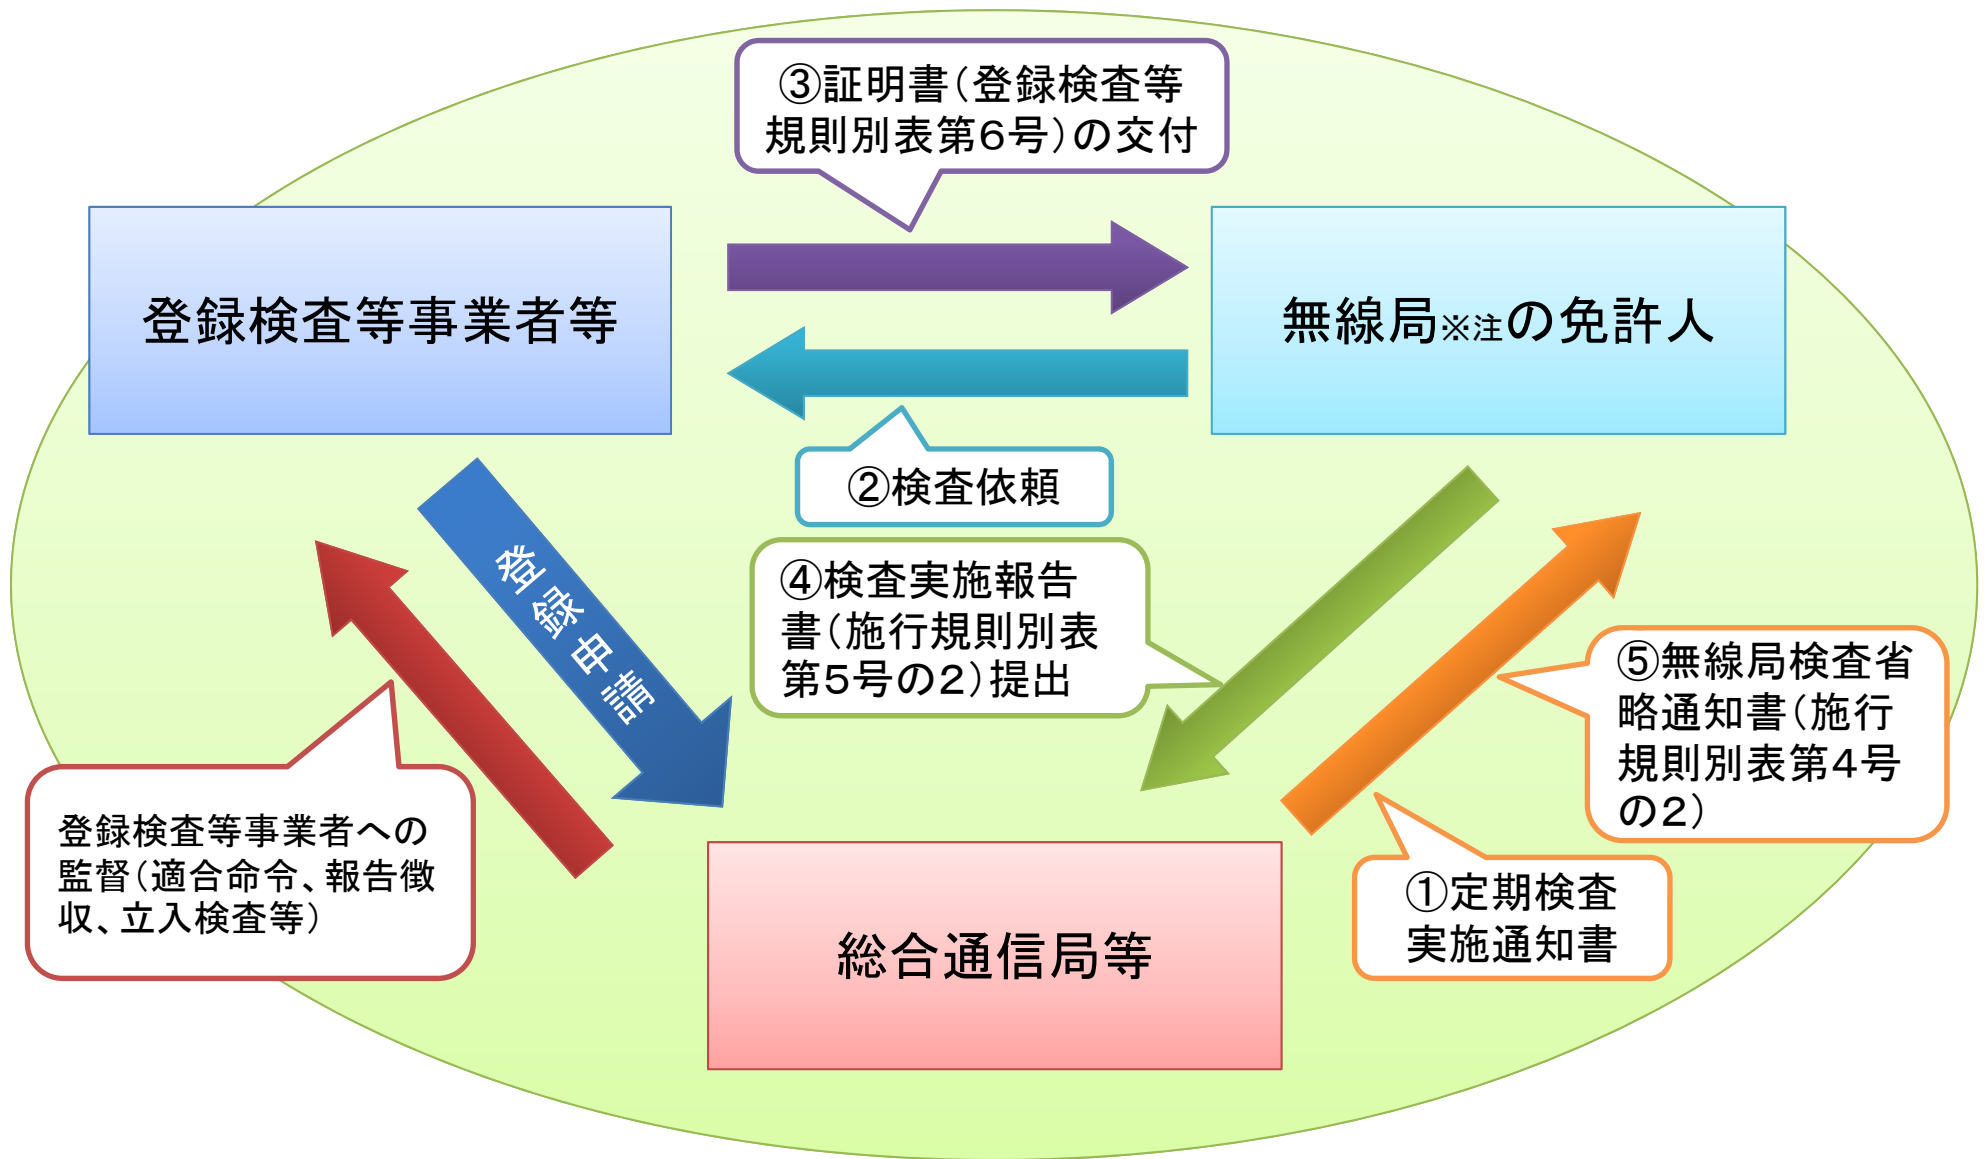 ③証明書（登録検査等
規則別表第６号）の交付
登録検査等事業者等
無線局※注の免許人
②検査依頼
登録申請
④検査実施報告
書（施行規則別表
第５号の２）提出
⑤無線局検査省
略通知書（施行
規則別表第４号
の２）
登録検査等事業者への
監督（適合命令、報告徴
収、立入検査等）
①定期検査
実施通知書
総合通信局等